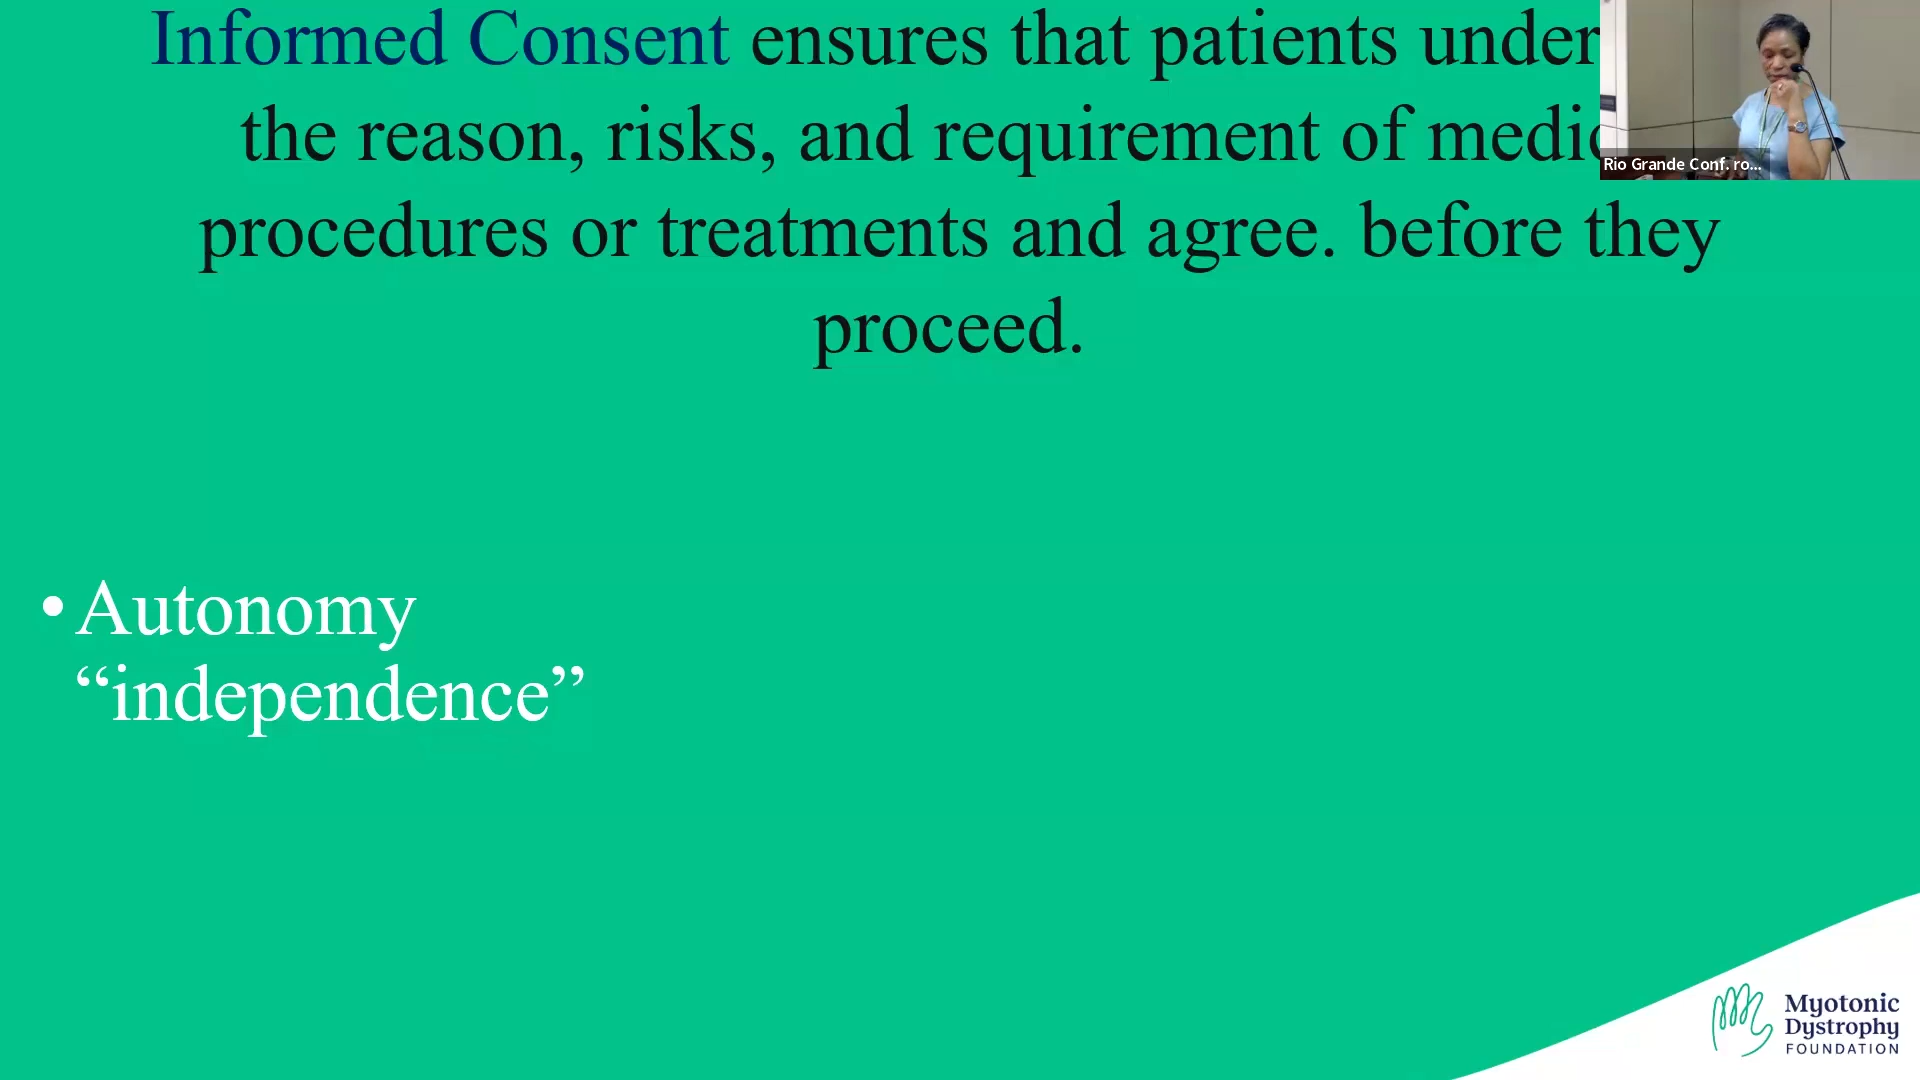 Informed Consent ensures that patients under
the reason, risks, and requirement of medic
procedures or treatments and agree. before they
proceed.
Rio Grande Conf. ro...
• Autonomy
“independence”
Myotonic
Dystrophy
FOUNDATION